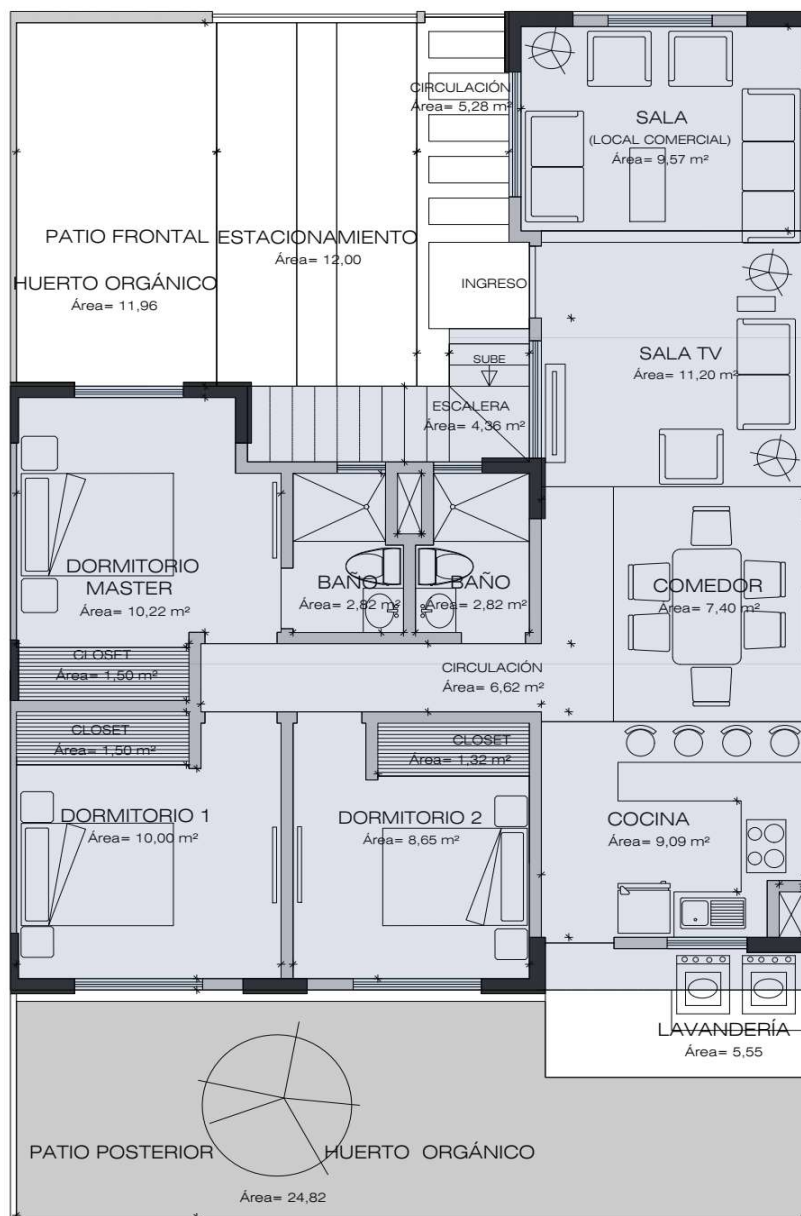 CIRCULACIÓN
Área= 5,28 m²
SALA
(LOCAL COMERCIAL)
Área= 9,57 m²
PATIO FRONTAL
HUERTO ORGÁNICO
Área= 11,96
ESTACIONAMIENTO
Área= 12,00
INGRESO
SUBE
ESCALERA
Área= 4,36 m²
SALA TV
Área= 11,20 m²
DORMITORIO
MASTER
Área= 10,22 m²
BAÑO
Área= 2,82 m²
BAÑO
Área= 2,82 m²
COMEDOR
Área= 7,40 m²
CLOSET
Área= 1,50 m²
CIRCULACIÓN
Área= 6,62 m²
CLOSET
Área= 1,50 m²
CLOSET
Área= 1,32 m²
DORMITORIO 1
Área= 10,00 m²
DORMITORIO 2
Área= 8,65 m²
COCINA
Área= 9,09 m²
LAVANDERÍA
Área= 5,55
PATIO POSTERIOR
HUERTO ORGÁNICO
Área= 24,82